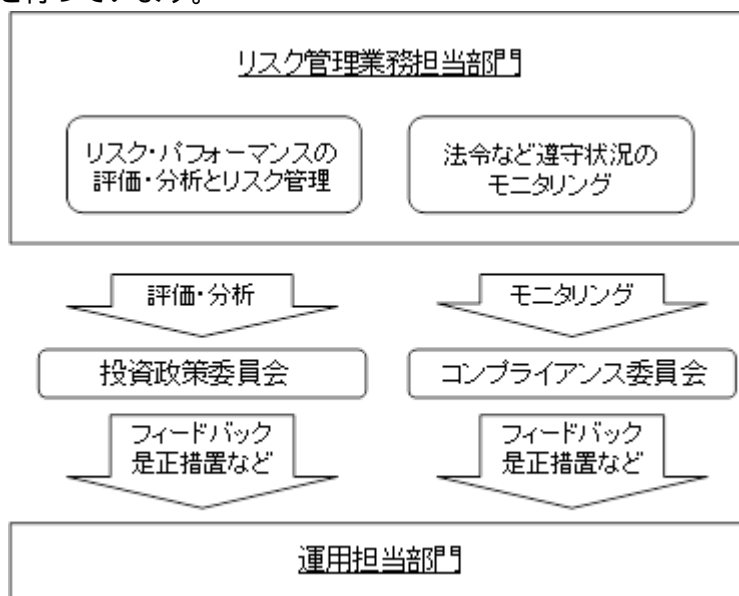 を行っています。
リスク管理業務担当部門
リスク・パフォーマンスの
評価・分析とリスク管理
法令など遵守状況の
モニタリング
評価・分析
モニタリング
投資政策委員会
コンプライアンス委員会
フィードバック
是正措置など
フィードバック
是正措置など
運用担当部門